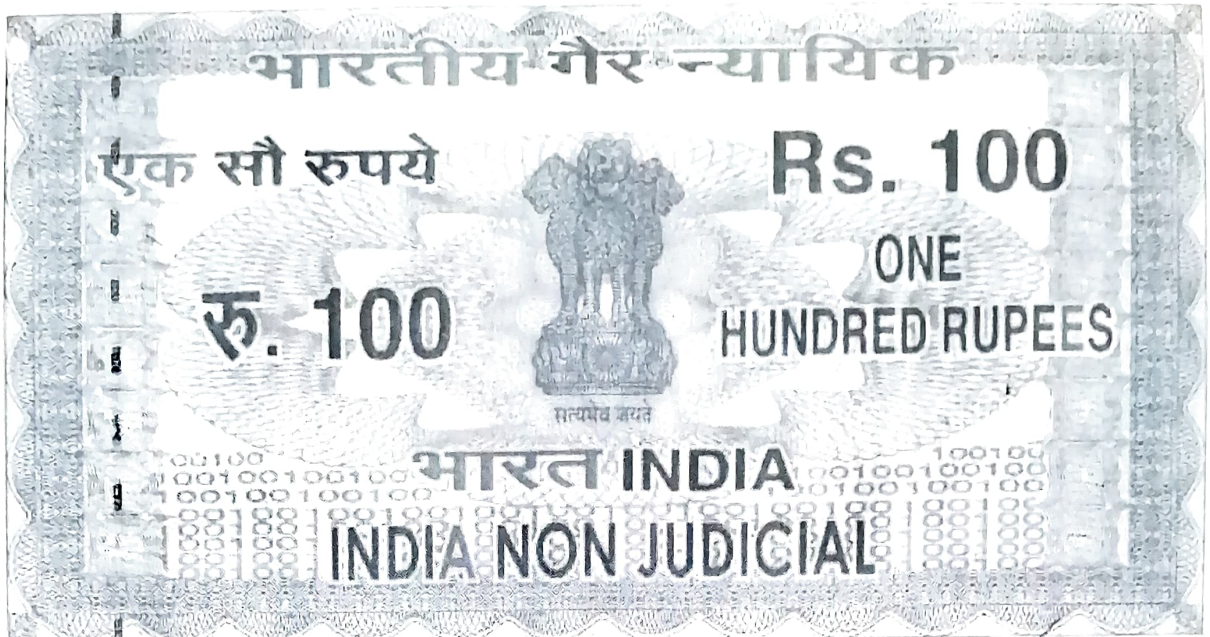 भारतीय गैर न्यायिक
एक सौ रुपये
Rs. 100
रु. 100
ONE
HUNDRED RUPEES
सत्यमेव जयते
भारत INDIA
INDIA NON JUDICIAL